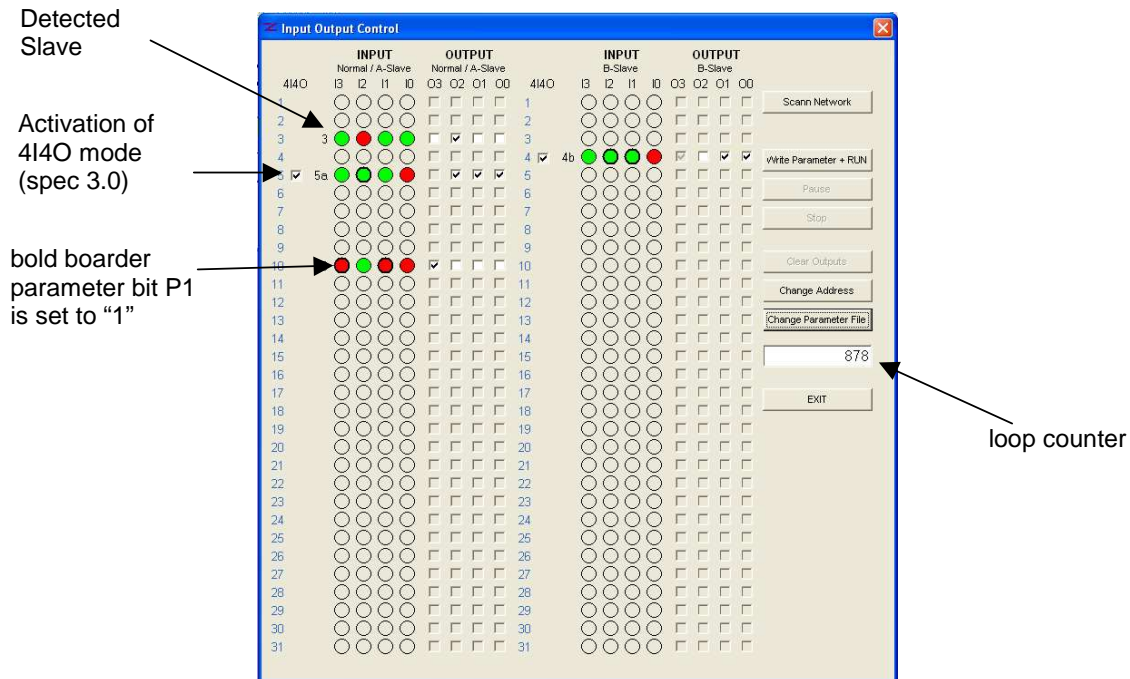 Detected
Slave
Activation of
4I4O mode
(spec 3.0)
bold boarder
parameter bit P1
is set to “1”
Input Output Control
INPUT OUTPUT INPUT OUTPUT
Normal / A-Slave Normal / A-Slave B-Slave B-Slave
4I4O I3 I2 I1 I0 O3 O2 O1 O0 4I4O I3 I2 I1 I0 O3 O2 O1 O0
1 1
2 2
3 3 3
4 4 4b
5 5a 5
6 6
7 7
8 8
9 9
10 10
11 11
12 12
13 13
14 14
15 15
16 16
17 17
18 18
19 19
20 20
21 21
22 22
23 23
24 24
25 25
26 26
27 27
28 28
29 29
30 30
31 31
Scann Network
Write Parameter + RUN
Pause
Stop
Clear Outputs
Change Address
Change Parameter File
878
EXIT
loop counter